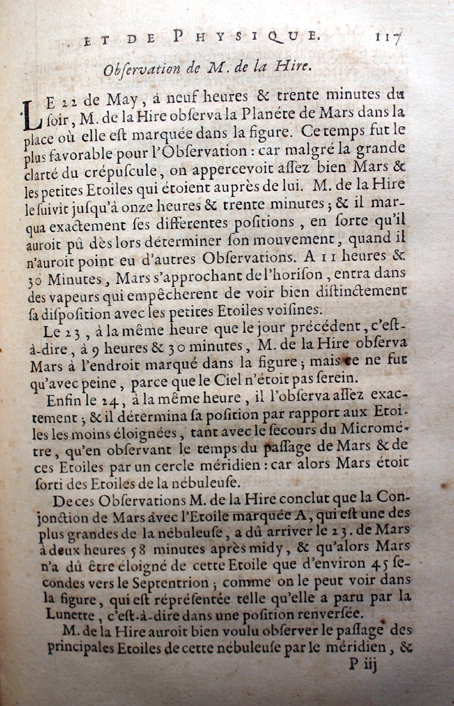 ET DE PHYSIQUE. 117
Obſervation de M. de la Hire.
LE 22 de May, à neuf heures & trente minutes du
ſoir, M. de la Hire obſerva la Planéte de Mars dans la
place où elle eſt marquée dans la figure. Ce temps fut le
plus favorable pour l'Obſervation : car malgré la grande
clarté du crépuſcule, on appercevoit aſſez bien Mars &
les petites Etoiles qui étoient auprès de lui. M. de la Hire
le ſuivit juſqu'à onze heures & trente minutes ; & il mar-
qua exactement ſes differentes poſitions, en ſorte qu'il
auroit pû dès lors déterminer ſon mouvement, quand il
n'auroit point eu d'autres Obſervations. A 11 heures &
30 Minutes, Mars s'approchant de l'horiſon, entra dans
des vapeurs qui empêcherent de voir bien diſtinctement
ſa diſpoſition avec les petites Etoiles voiſines.
Le 23, à la même heure que le jour précédent, c'eſt-
à-dire, à 9 heures & 30 minutes, M. de la Hire obſerva
Mars à l'endroit marqué dans la figure ; mais ce ne fut
qu'avec peine, parce que le Ciel n'étoit pas ſerein.
Enfin le 24, à la même heure, il l'obſerva aſſez exac-
tement ; & il détermina ſa poſition par rapport aux Etoi-
les les moins éloignées, tant avec le ſecours du Micromé-
tre, qu'en obſervant le temps du paſſage de Mars & de
ces Etoiles par un cercle méridien : car alors Mars étoit
ſorti des Etoiles de la nébuleuſe.
De ces Obſervations M. de la Hire conclut que la Con-
jonction de Mars avec l'Etoile marquée A, qui eſt une des
plus grandes de la nébuleuſe, a dû arriver le 23. de Mars
à deux heures 58 minutes après midy, & qu'alors Mars
n'a dû être éloigné de cette Etoile que d'environ 45 ſe-
condes vers le Septentrion ; comme on le peut voir dans
la figure, qui eſt répréſentée telle qu'elle a paru par la
Lunette, c'eſt-à-dire dans une poſition renverſée.
M. de la Hire auroit bien voulu obſerver le paſſage des
principales Etoiles de cette nébuleuſe par le méridien, &
P iij